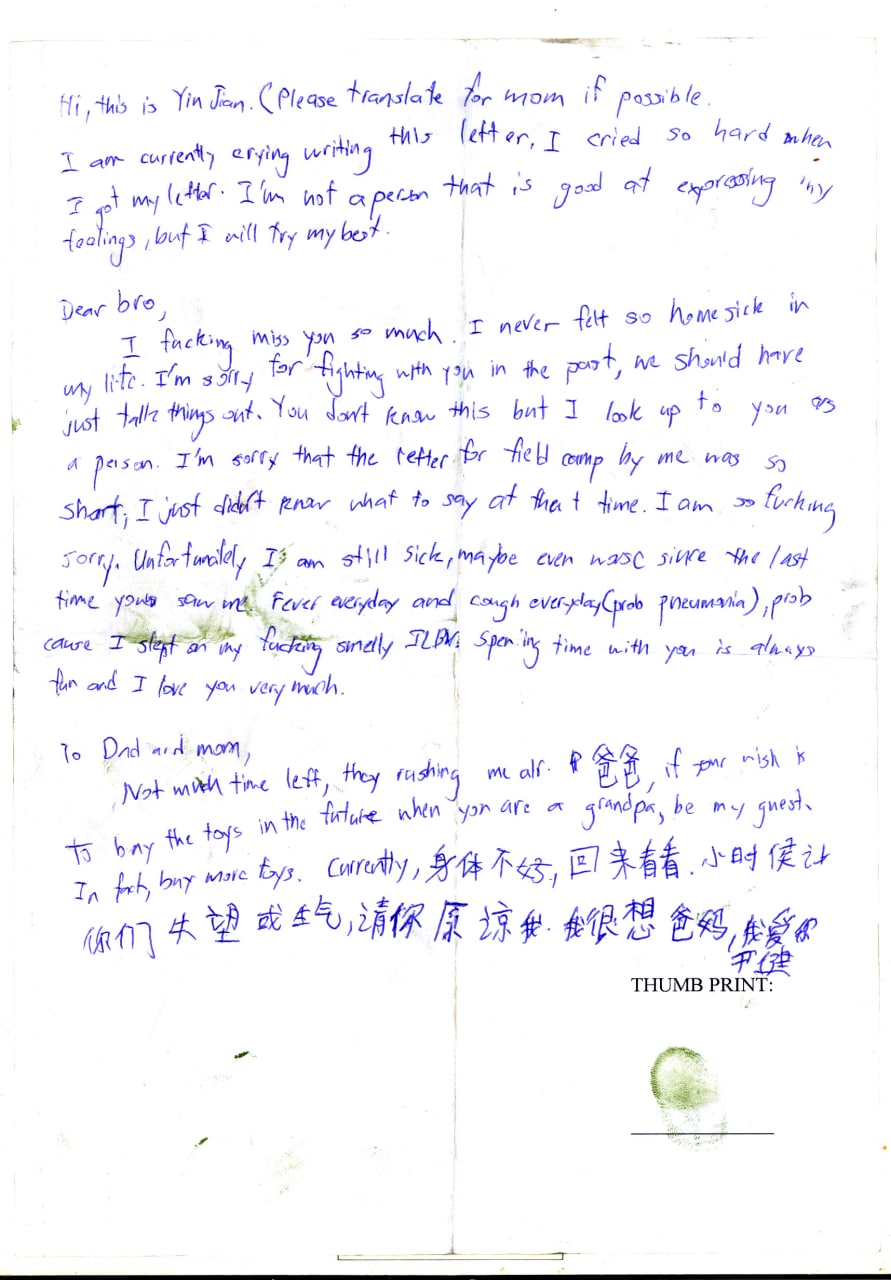 Hi, this is Yin Jian. (Please translate for mom if possible.
I am currently crying writing this letter, I cried so hard when
I got my letter. I'm not a person that is good at expressing my
feelings, but I will try my best.
Dear bro,
I fucking miss you so much. I never felt so homesick in
my life. I'm sorry for fighting with you in the past, we should have
just talk things out. You don't know this but I look up to you as
a person. I'm sorry that the letter for field camp by me was so
short, I just didn't know what to say at that time. I am so fucking
sorry. Unfortunately I am still sick, maybe even worse since the last
time you saw me. Fever everyday and cough everyday (prob pneumonia), prob
cause I slept on my fucking smelly ILBV. Spening time with you is always
fun and I love you very much.
To Dad and mom,
Not much time left, they rushing me alr. 爸爸, if your wish is
to buy the toys in the future when you are a grandpa, be my guest.
In fact, buy more toys. Currently, 身体不好, 回来看看. 小时候让
你们失望或生气, 请你原谅我. 我很想爸妈, 我爱你
尹健
THUMB PRINT: